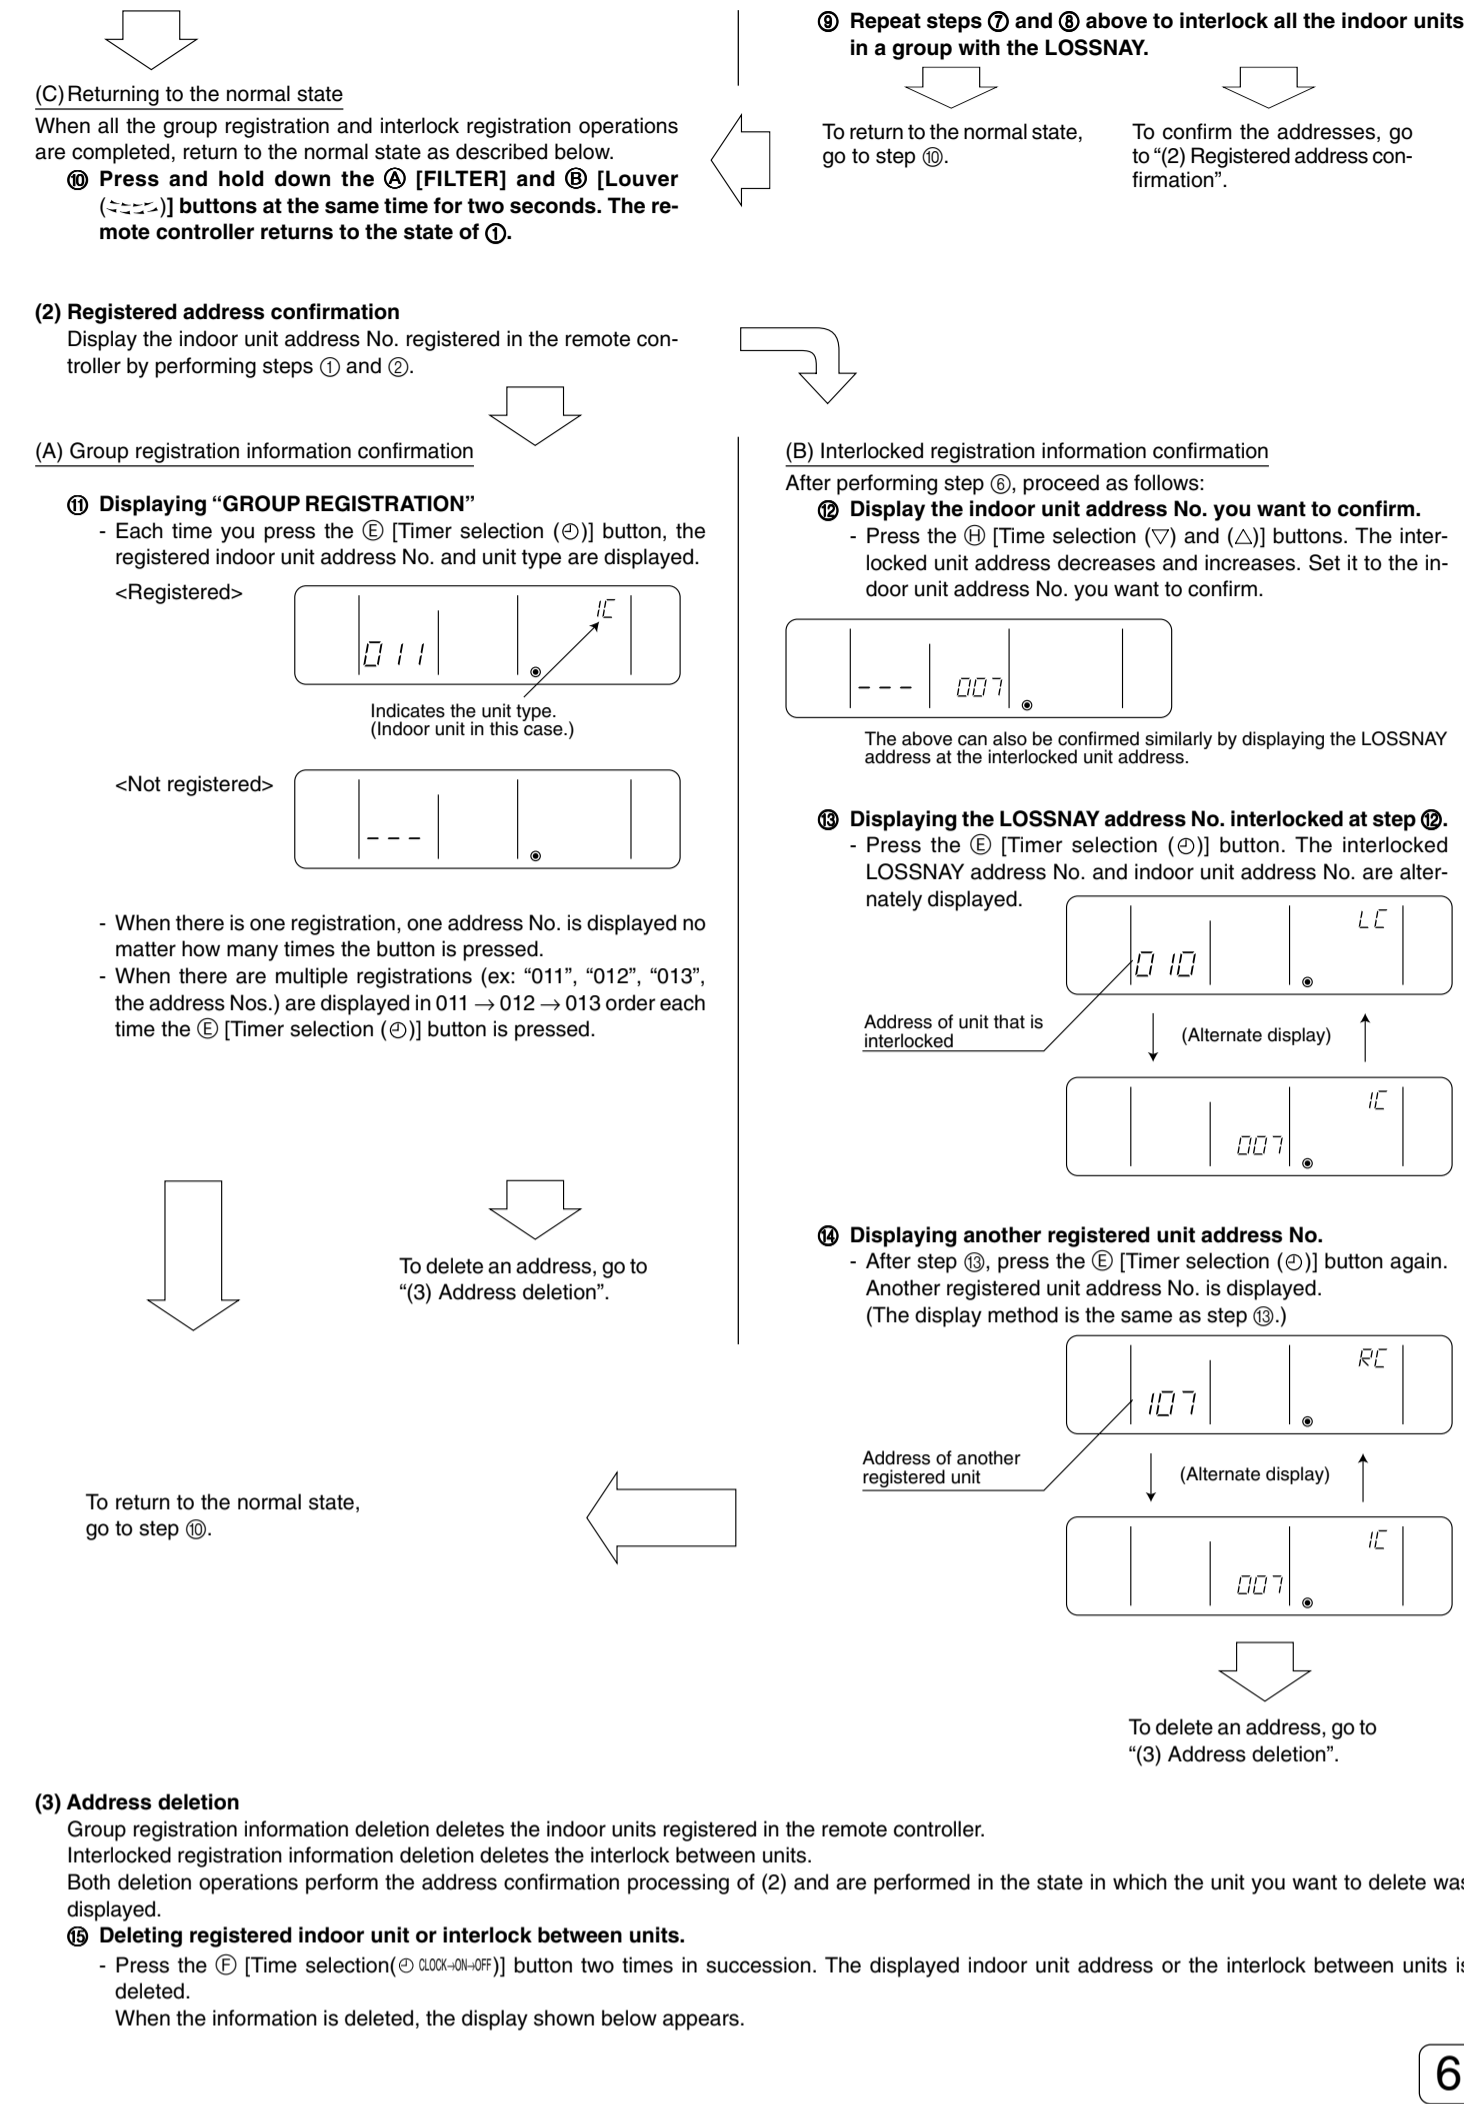 (C) Returning to the normal state
When all the group registration and interlock registration operations
are completed, return to the normal state as described below.
⑩ Press and hold down the Ⓐ [FILTER] and Ⓑ [Louver
( )] buttons at the same time for two seconds. The re-
mote controller returns to the state of ①.
⑨ Repeat steps ⑦ and ⑧ above to interlock all the indoor units
in a group with the LOSSNAY.
To return to the normal state,
go to step ⑩.
To confirm the addresses, go
to “(2) Registered address con-
firmation”.
(2) Registered address confirmation
Display the indoor unit address No. registered in the remote con-
troller by performing steps ① and ②.
(A) Group registration information confirmation
⑪ Displaying “GROUP REGISTRATION”
- Each time you press the Ⓔ [Timer selection (◴)] button, the
registered indoor unit address No. and unit type are displayed.
<Registered>
IC
011
Indicates the unit type.
(Indoor unit in this case.)
<Not registered>
- - -
- When there is one registration, one address No. is displayed no
matter how many times the button is pressed.
- When there are multiple registrations (ex: “011”, “012”, “013”,
the address Nos.) are displayed in 011 → 012 → 013 order each
time the Ⓔ [Timer selection (◴)] button is pressed.
To delete an address, go to
“(3) Address deletion”.
To return to the normal state,
go to step ⑩.
(B) Interlocked registration information confirmation
After performing step ⑥, proceed as follows:
⑫ Display the indoor unit address No. you want to confirm.
- Press the Ⓗ [Time selection (▽) and (△)] buttons. The inter-
locked unit address decreases and increases. Set it to the in-
door unit address No. you want to confirm.
- - - 007
The above can also be confirmed similarly by displaying the LOSSNAY
address at the interlocked unit address.
⑬ Displaying the LOSSNAY address No. interlocked at step ⑫.
- Press the Ⓔ [Timer selection (◴)] button. The interlocked
LOSSNAY address No. and indoor unit address No. are alter-
nately displayed.
LC
010
Address of unit that is
interlocked
(Alternate display)
IC
007
⑭ Displaying another registered unit address No.
- After step ⑬, press the Ⓔ [Timer selection (◴)] button again.
Another registered unit address No. is displayed.
(The display method is the same as step ⑬.)
RC
107
Address of another
registered unit
(Alternate display)
IC
007
To delete an address, go to
“(3) Address deletion”.
(3) Address deletion
Group registration information deletion deletes the indoor units registered in the remote controller.
Interlocked registration information deletion deletes the interlock between units.
Both deletion operations perform the address confirmation processing of (2) and are performed in the state in which the unit you want to delete was
displayed.
⑮ Deleting registered indoor unit or interlock between units.
- Press the Ⓕ [Time selection(◴ CLOCK→ON→OFF)] button two times in succession. The displayed indoor unit address or the interlock between units is
deleted.
When the information is deleted, the display shown below appears.
6